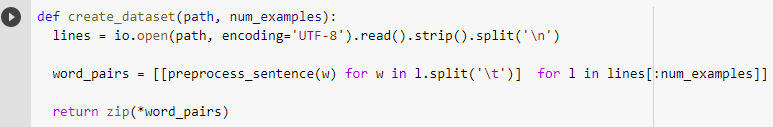 def create_dataset(path, num_examples):
  lines = io.open(path, encoding='UTF-8').read().strip().split('\n')
  word_pairs = [[preprocess_sentence(w) for w in l.split('\t')]  for l in lines[:num_examples]]
  return zip(*word_pairs)